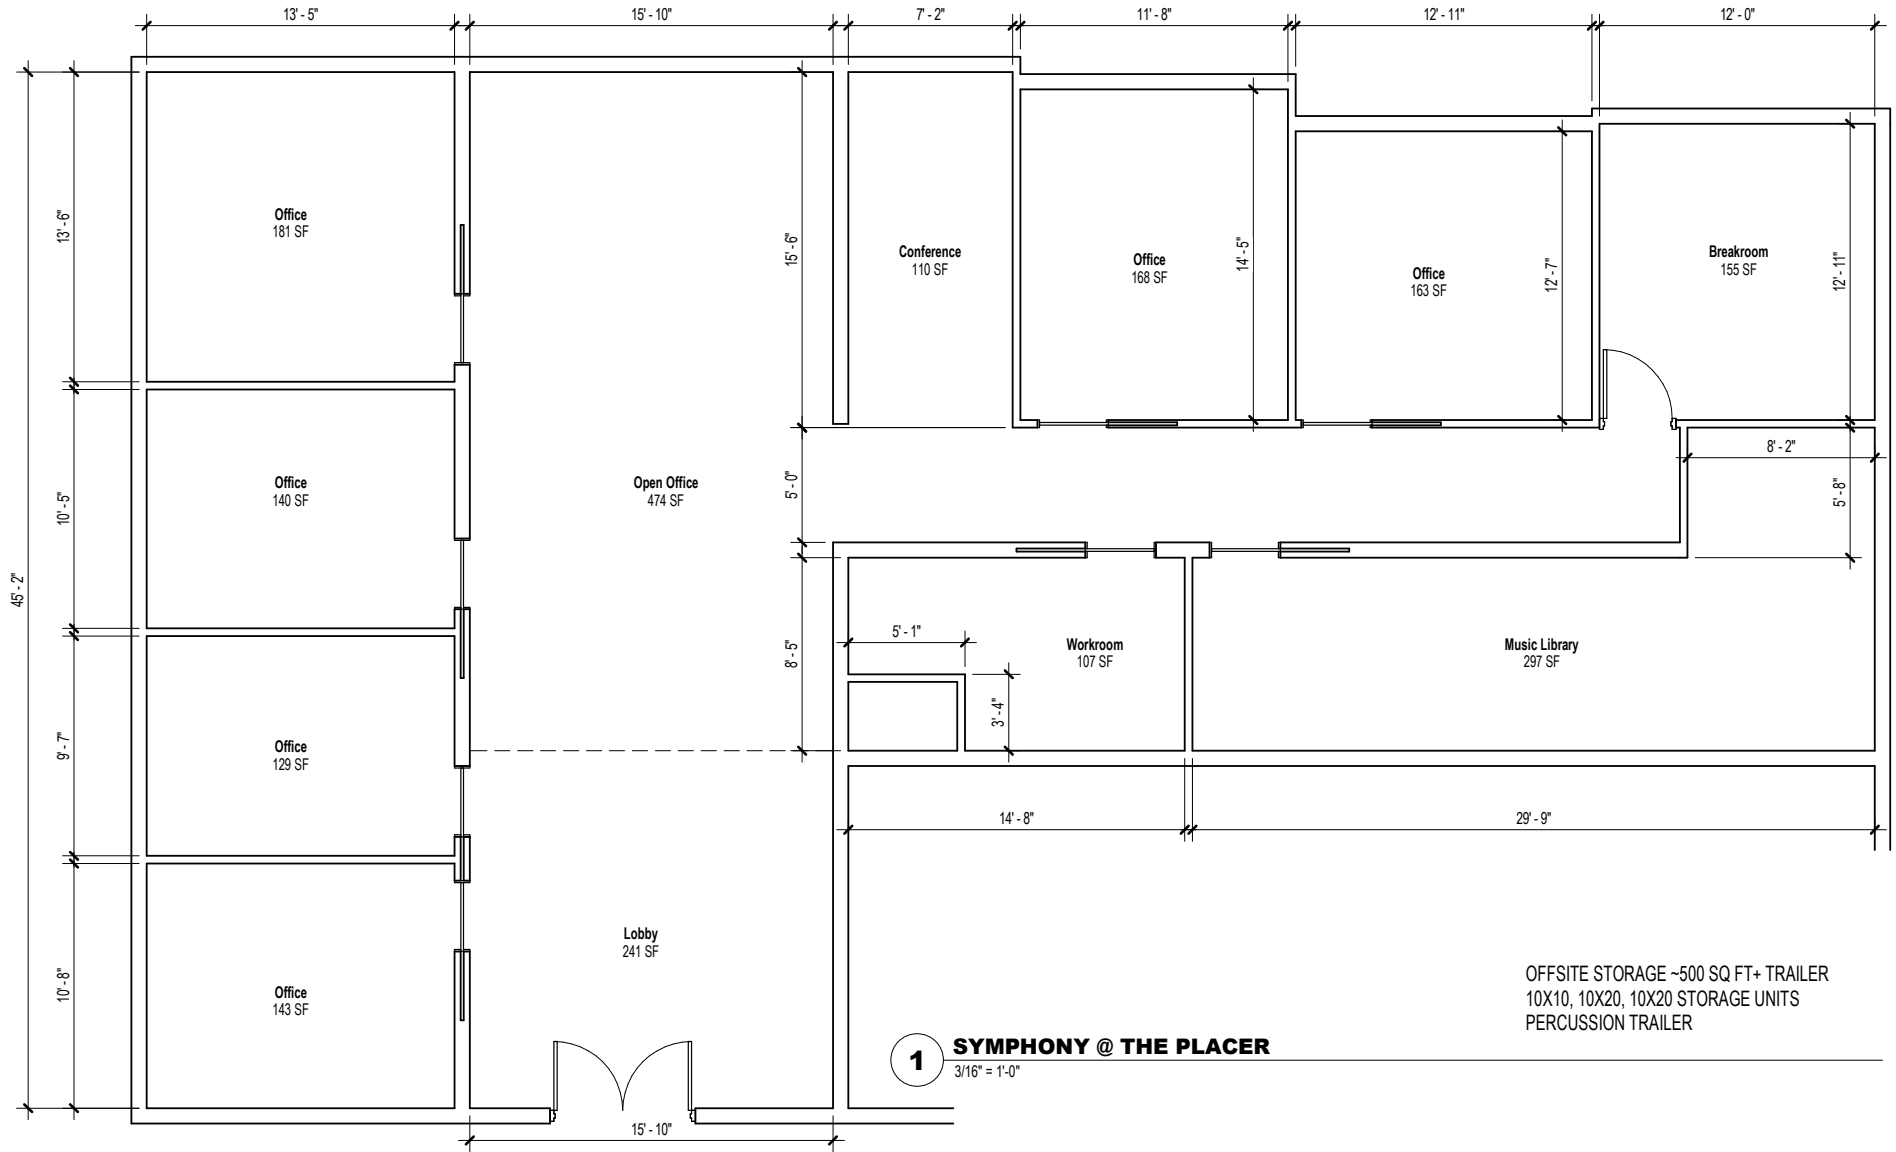 13' - 5"
15' - 10"
7' - 2"
11' - 8"
12' - 11"
12' - 0"
45' - 2"
13' - 6"
10' - 5"
9' - 7"
10' - 8"
Office
181 SF
Office
140 SF
Office
129 SF
Office
143 SF
Open Office
474 SF
15' - 6"
5' - 0"
8' - 5"
Conference
110 SF
Office
168 SF
14' - 5"
Office
163 SF
12' - 7"
Breakroom
155 SF
12' - 11"
8' - 2"
5' - 8"
5' - 1"
3' - 4"
Workroom
107 SF
Music Library
297 SF
14' - 8"
29' - 9"
Lobby
241 SF
15' - 10"
OFFSITE STORAGE ~500 SQ FT+ TRAILER
10X10, 10X20, 10X20 STORAGE UNITS
PERCUSSION TRAILER
1
SYMPHONY @ THE PLACER
3/16" = 1'-0"